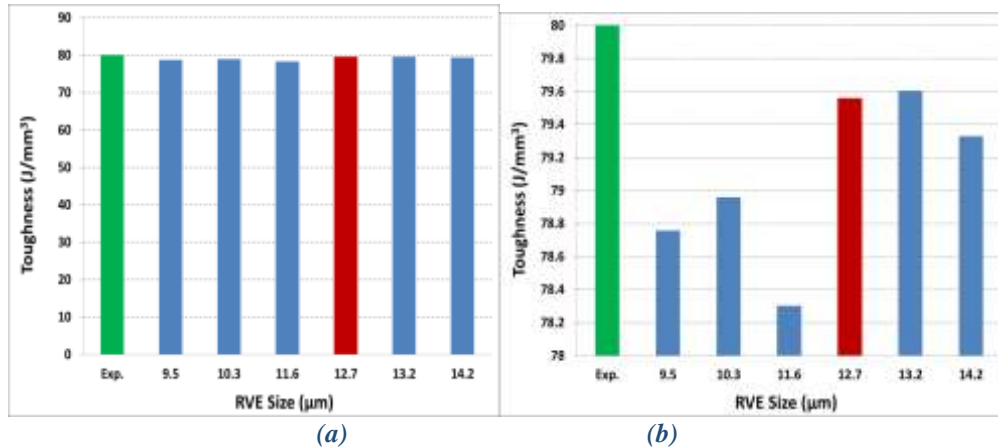 90
80
70
60
50
40
30
20
10
0
Toughness (J/mm³)
Exp. 9.5 10.3 11.6 12.7 13.2 14.2
RVE Size (µm)
(a)
80
79.8
79.6
79.4
79.2
79
78.8
78.6
78.4
78.2
78
Toughness (J/mm³)
Exp. 9.5 10.3 11.6 12.7 13.2 14.2
RVE Size (µm)
(b)